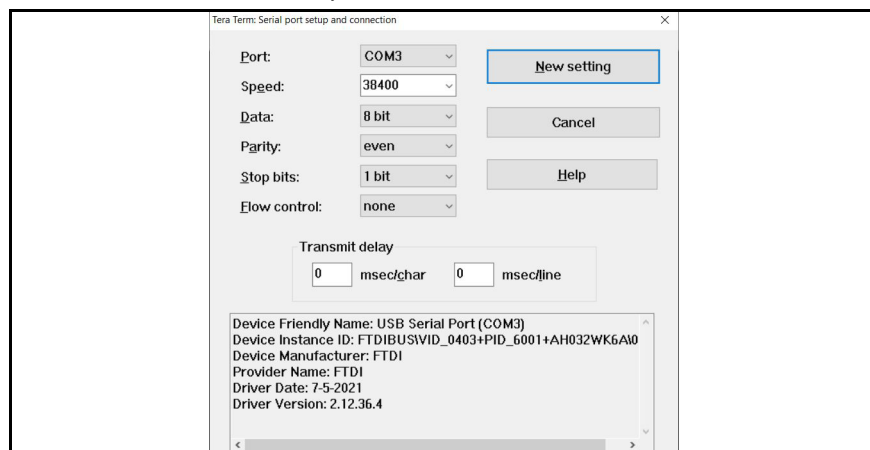 Tera Term: Serial port setup and connection
Port: COM3 New setting
Speed: 38400
Data: 8 bit Cancel
Parity: even
Stop bits: 1 bit Help
Flow control: none
Transmit delay
0 msec/char 0 msec/line
Device Friendly Name: USB Serial Port (COM3)
Device Instance ID: FTDIBUS\VID_0403+PID_6001+AH032WK6A\0
Device Manufacturer: FTDI
Provider Name: FTDI
Driver Date: 7-5-2021
Driver Version: 2.12.36.4